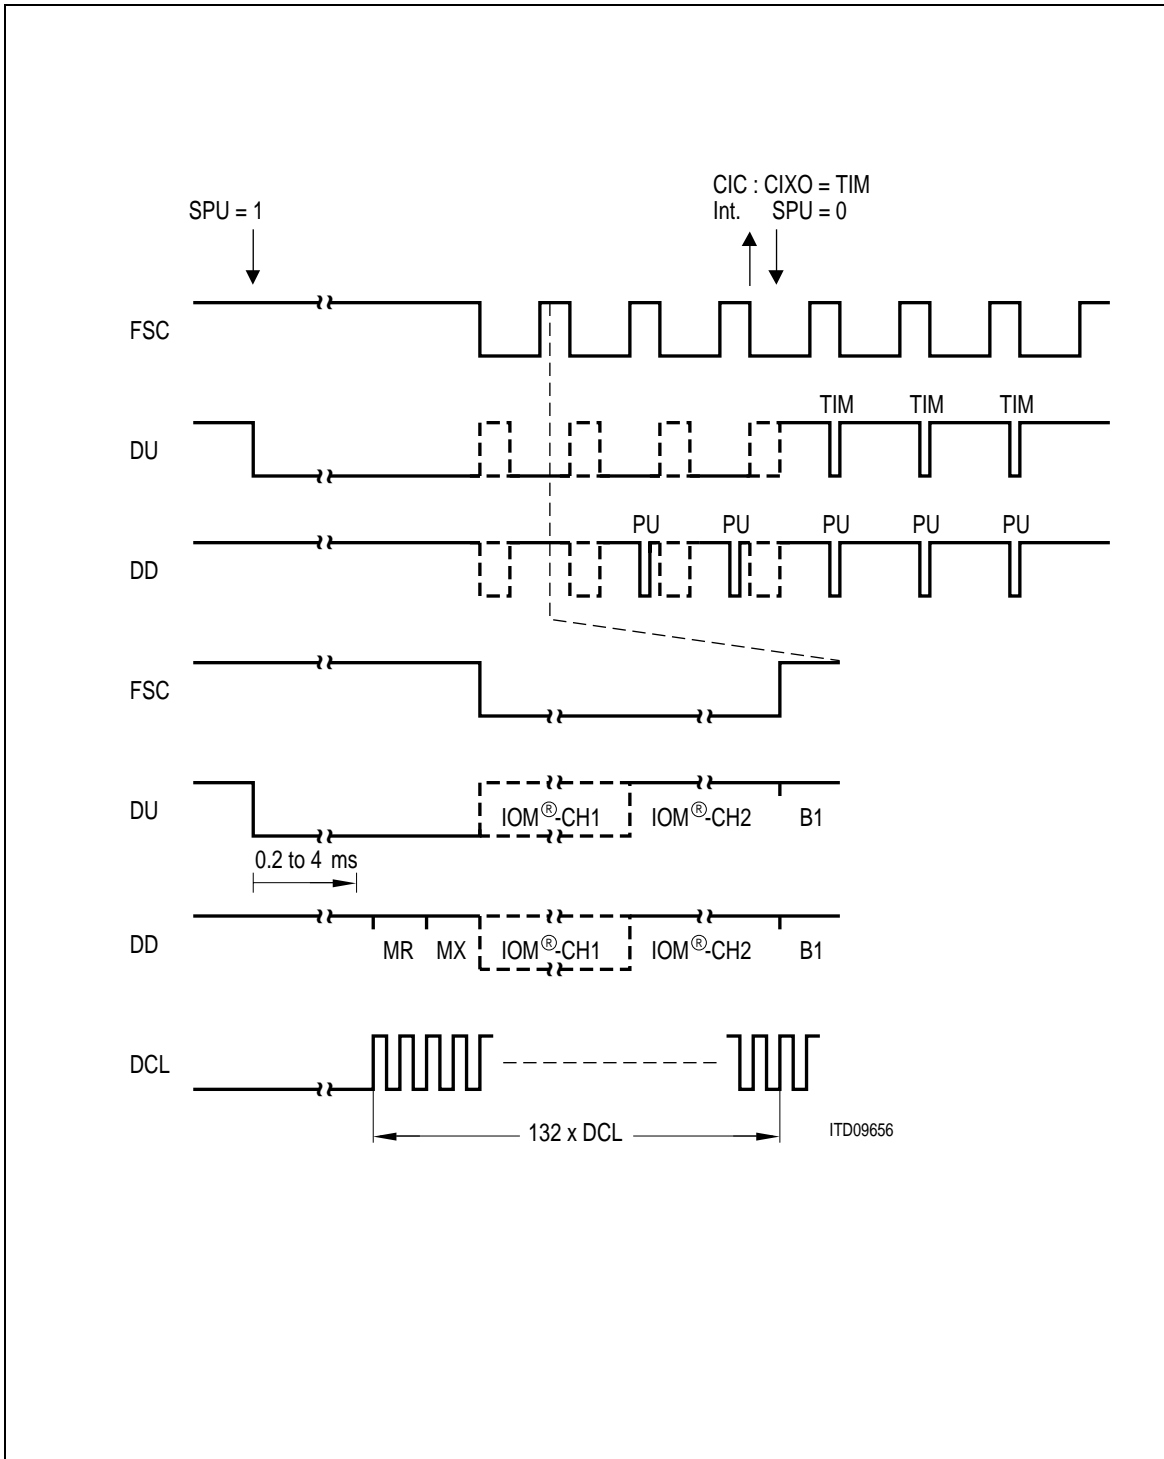 CIC : CIXO = TIM
SPU = 1
Int. SPU = 0
FSC
TIM TIM TIM
DU
PU PU PU PU PU
DD
FSC
DU
IOM®-CH1 IOM®-CH2 B1
0.2 to 4 ms
DD
MR MX IOM®-CH1 IOM®-CH2 B1
DCL
132 x DCL
ITD09656